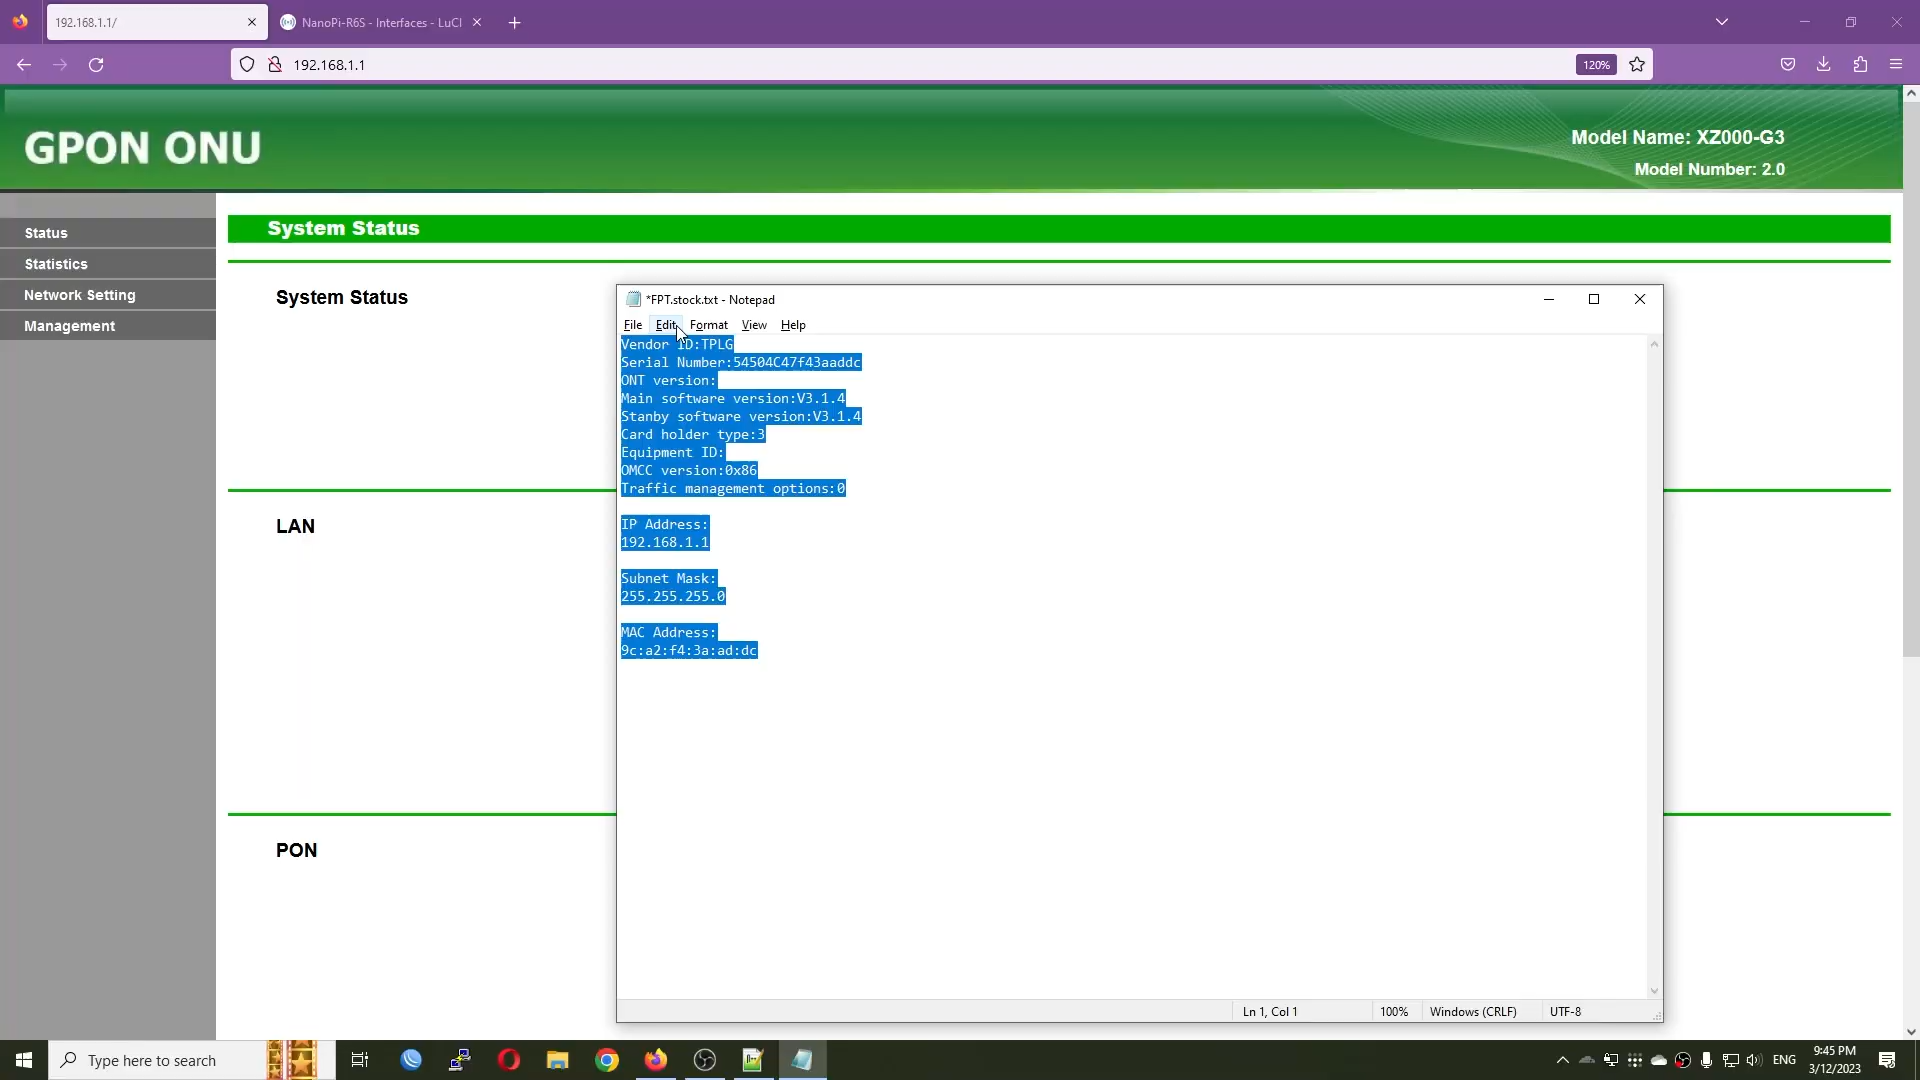 192.168.1.1/
NanoPi-R6S - Interfaces - LuCI
192.168.1.1
120%
GPON ONU
Model Name: XZ000-G3
Model Number: 2.0
Status
Statistics
Network Setting
Management
System Status
System Status
LAN
PON
*FPT.stock.txt - Notepad
File Edit Format View Help
Vendor ID:TPLG
Serial Number:54504C47f43aaddc
ONT version:
Main software version:V3.1.4
Stanby software version:V3.1.4
Card holder type:3
Equipment ID:
OMCC version:0x86
Traffic management options:0
IP Address:
192.168.1.1
Subnet Mask:
255.255.255.0
MAC Address:
9c:a2:f4:3a:ad:dc
Ln 1, Col 1 100% Windows (CRLF) UTF-8
Type here to search
ENG
9:45 PM
3/12/2023